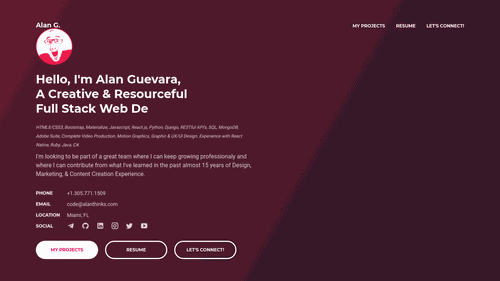 Alan G.
MY PROJECTS RESUME LET'S CONNECT!
Hello, I'm Alan Guevara,
A Creative & Resourceful
Full Stack Web De
HTML5/CSS3, Bootstrap, Materialize, Javascript, React.js, Python, Django, RESTful API's, SQL, MongoDB,
Adobe Suite, Complete Video Production, Motion Graphics, Graphic & UX/UI Design. Experience with React
Native, Ruby, Java, C#
I'm looking to be part of a great team where I can keep growing professionaly and
where I can contribute from what I've learned in the past almost 15 years of Design,
Marketing, & Content Creation Experience.
PHONE +1.305.771.1509
EMAIL code@alanthinks.com
LOCATION Miami, FL
SOCIAL
MY PROJECTS RESUME LET'S CONNECT!